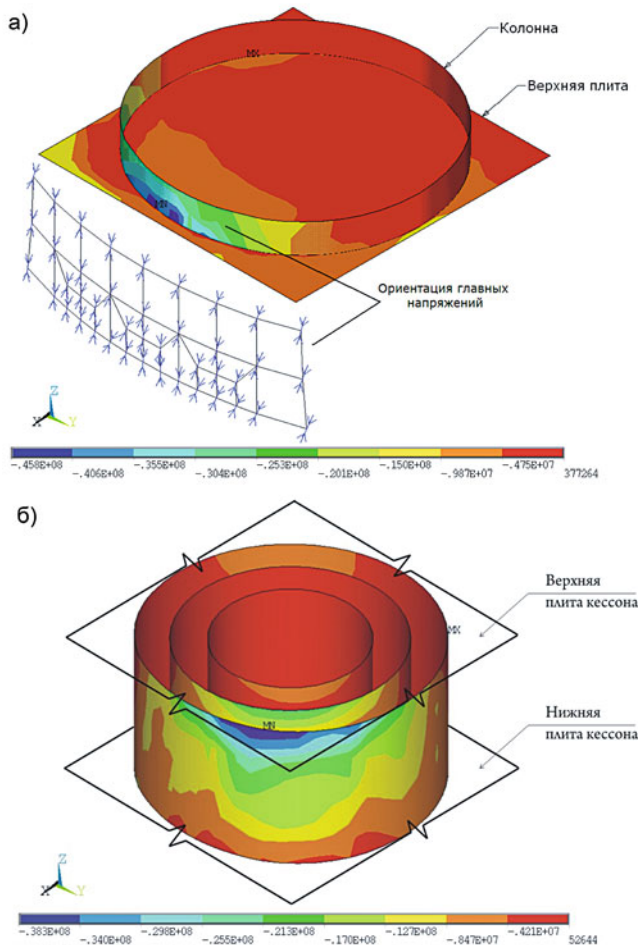 а)
MX
Колонна
Верхняя плита
MN
Ориентация главных
напряжений
Z
X Y
-.458E+08 -.355E+08 -.253E+08 -.150E+08 -.475E+07
-.406E+08 -.304E+08 -.201E+08 -.987E+07 377264
б)
Верхняя
плита кессона
MX
MN
Нижняя
плита кессона
Z
X Y
-.383E+08 -.298E+08 -.213E+08 -.127E+08 -.421E+07
-.340E+08 -.255E+08 -.170E+08 -.847E+07 52644